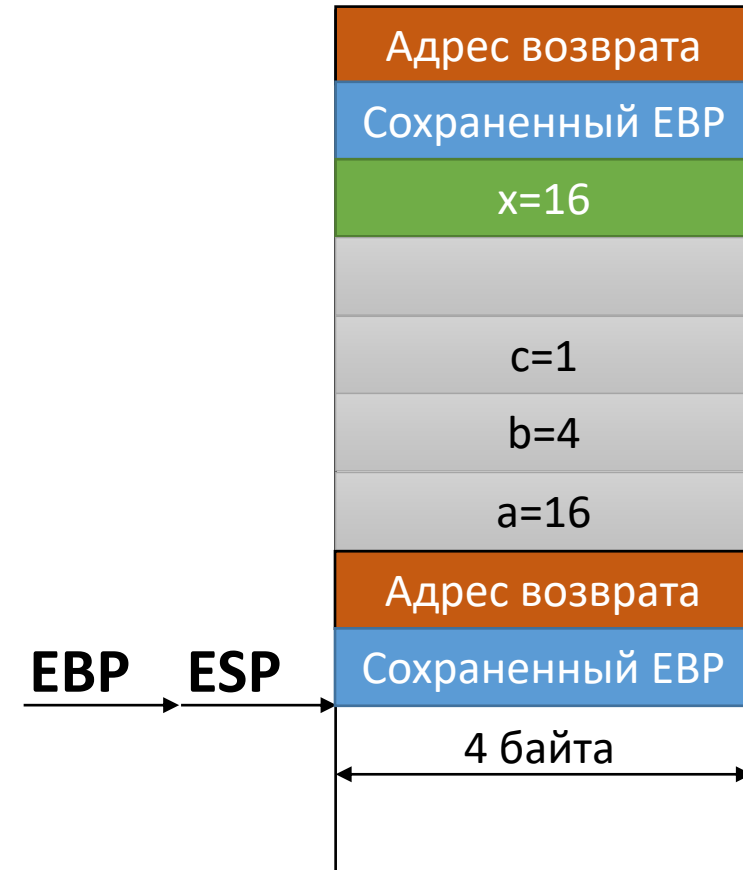 Адрес возврата
Сохраненный EBP
x=16
c=1
b=4
a=16
Адрес возврата
EBP ESP Сохраненный EBP
4 байта